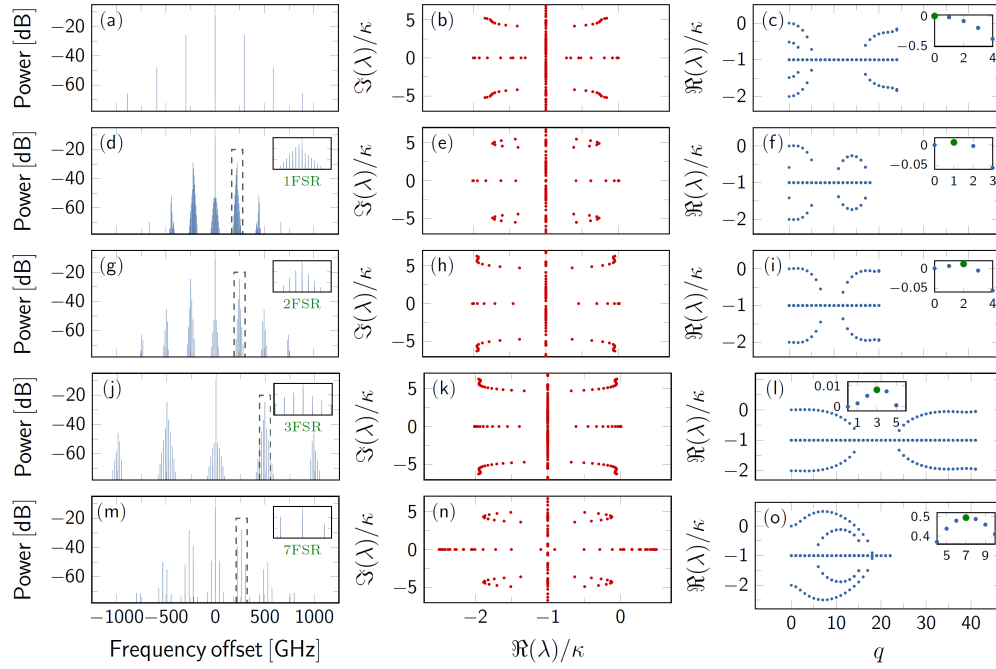 (a)
Power [dB]
−20
−40
−60
(b)
ℑ(λ)/κ
5
0
−5
(c)
ℜ(λ)/κ
−0
−1
−2
0
−0.5
0 2 4
(d)
Power [dB]
−20
−40
−60
1FSR
(e)
ℑ(λ)/κ
5
0
−5
(f)
ℜ(λ)/κ
−0
−1
−2
0
−0.05
0 1 2 3
(g)
Power [dB]
−20
−40
−60
2FSR
(h)
ℑ(λ)/κ
5
0
−5
(i)
ℜ(λ)/κ
−0
−1
−2
0
−0.05
0 2 4
(j)
Power [dB]
−20
−40
−60
3FSR
(k)
ℑ(λ)/κ
5
0
−5
(l)
ℜ(λ)/κ
−0
−1
−2
0.01
0
1 3 5
(m)
Power [dB]
−20
−40
−60
7FSR
(n)
ℑ(λ)/κ
5
0
−5
(o)
ℜ(λ)/κ
−0
−1
−2
0.5
0.4
5 7 9
−1000 −500 0 500 1000
Frequency offset [GHz]
−2 −1 0
ℜ(λ)/κ
0 10 20 30 40
q